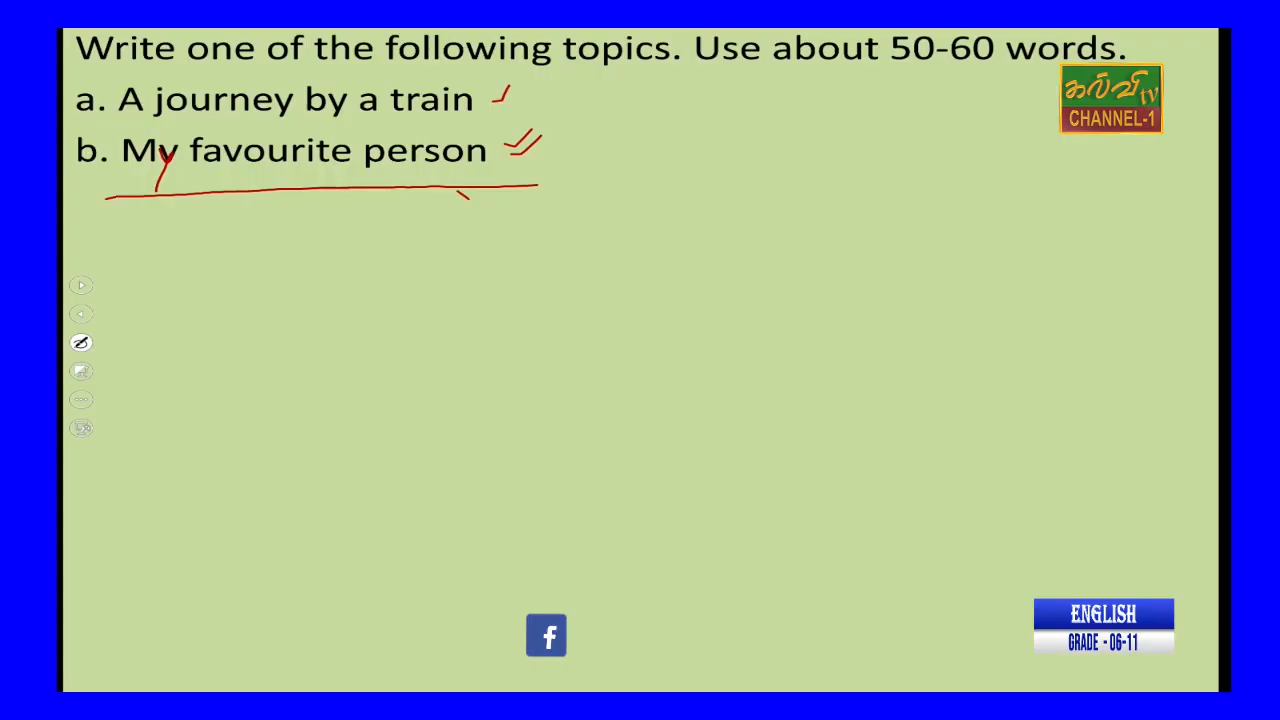 Write one of the following topics. Use about 50-60 words.
a. A journey by a train
b. My favourite person
கல்வி tv
CHANNEL-1
f
ENGLISH
GRADE - 06-11